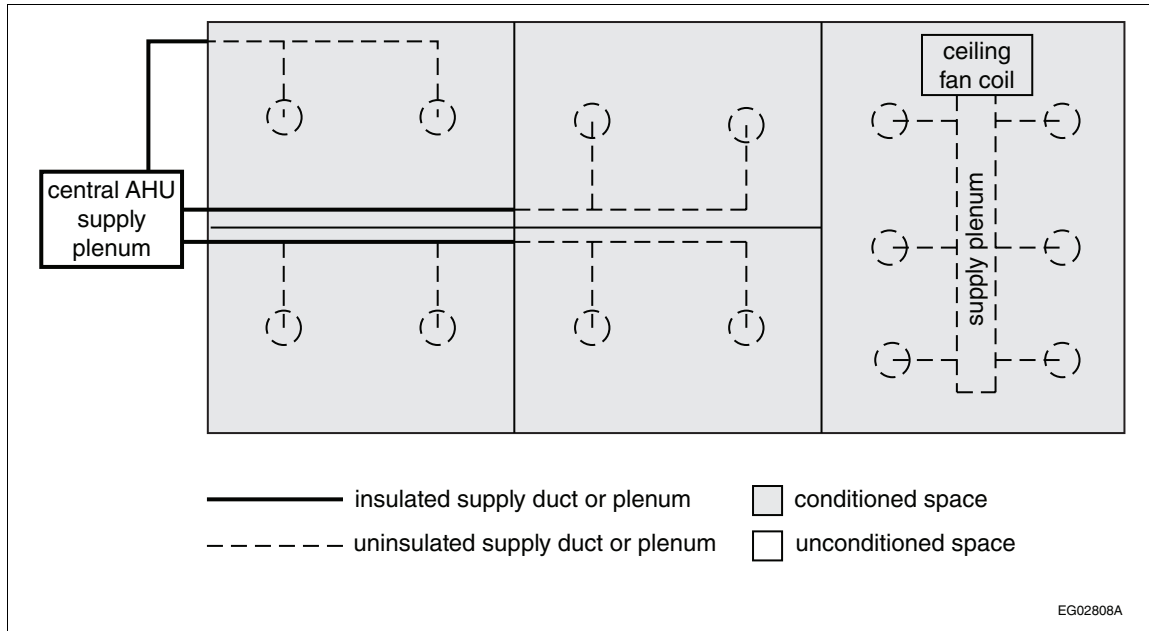 ceiling
fan coil
central AHU
supply
plenum
supply plenum
insulated supply duct or plenum
conditioned space
uninsulated supply duct or plenum
unconditioned space
EG02808A